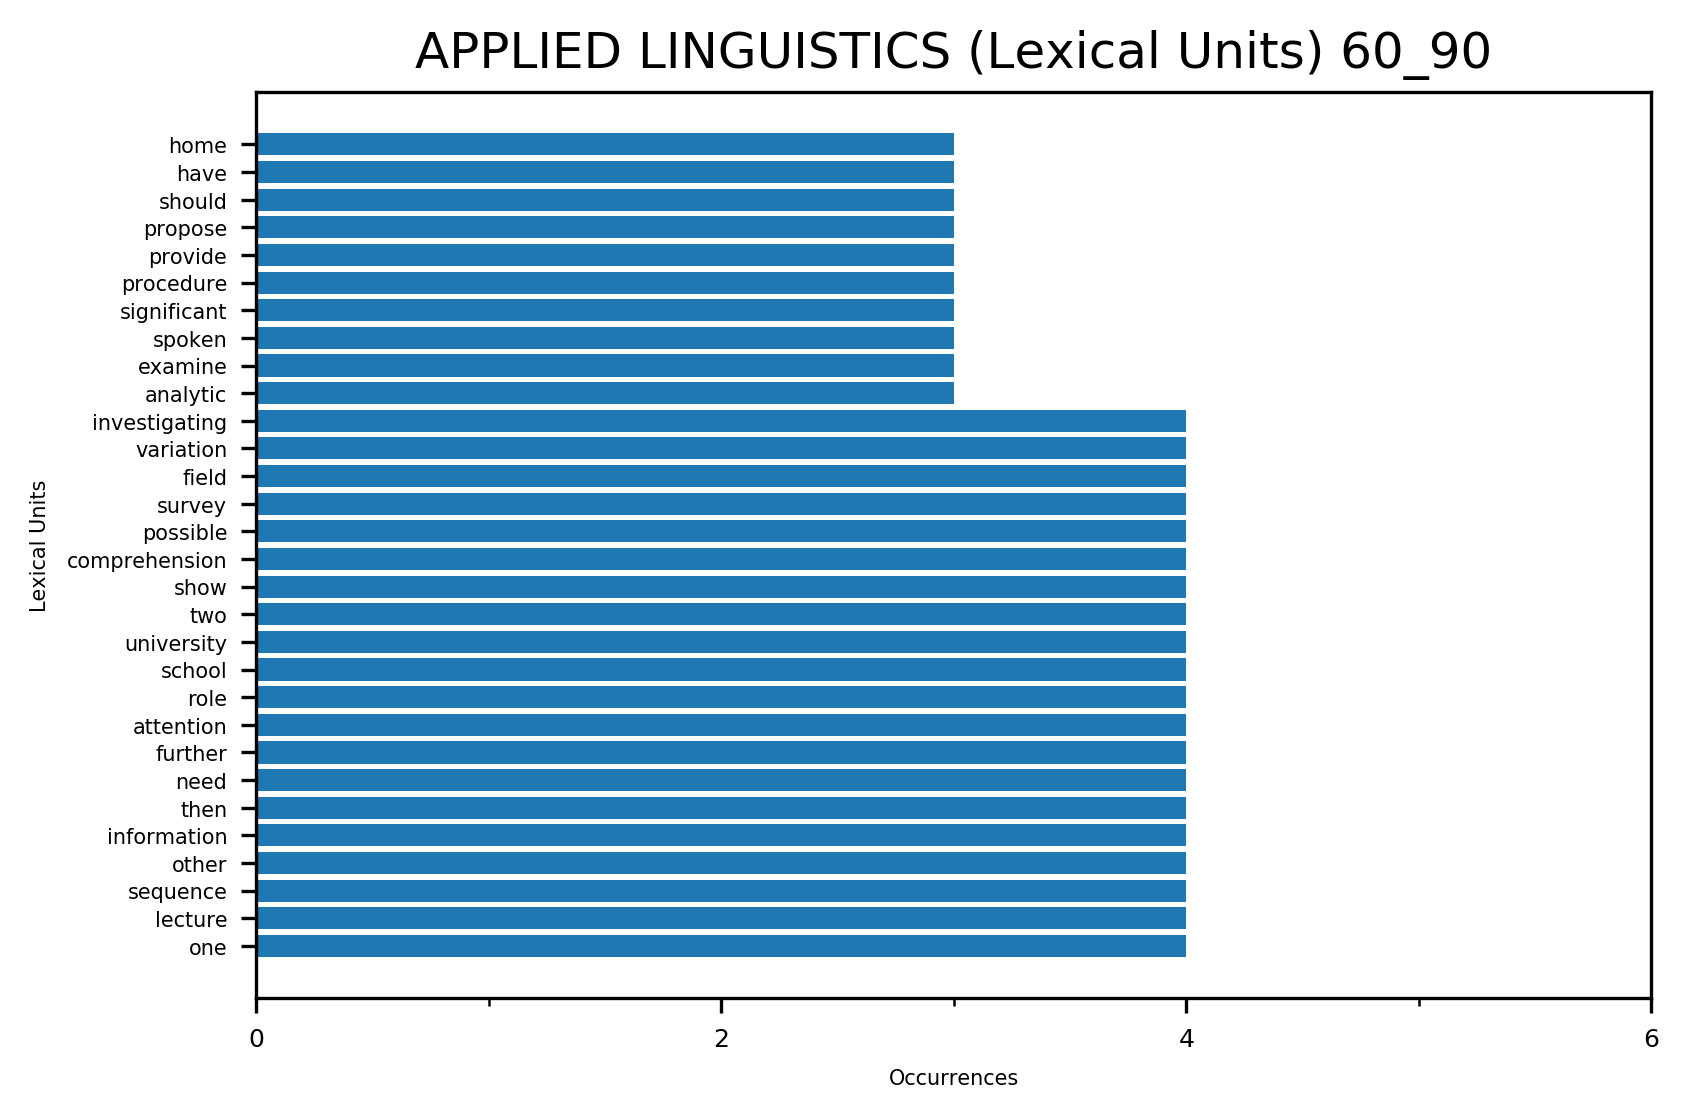 APPLIED LINGUISTICS (Lexical Units) 60_90
home
have
should
propose
provide
procedure
significant
spoken
examine
analytic
investigating
variation
field
survey
possible
comprehension
show
two
university
school
role
attention
further
need
then
information
other
sequence
lecture
one
Lexical Units
0 2 4 6
Occurrences